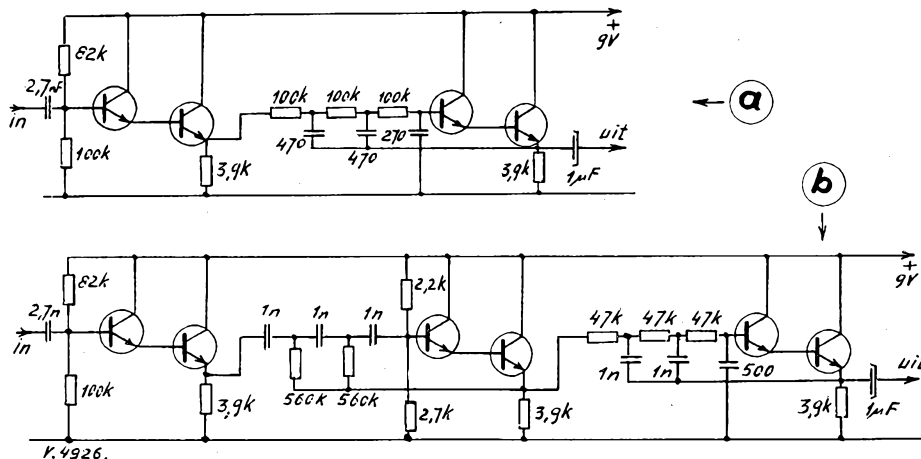 82k
+
9V
2,7nF
in
100k
100k
100k
100k
470
470
270
3,9k
3,9k
uit
1µF
a
b
82k
2,7n
in
100k
3,9k
1n
1n
1n
560k
560k
2,2k
2,7k
3,9k
47k
47k
47k
1n
1n
500
3,9k
+
9V
uit
1µF
V.4926.